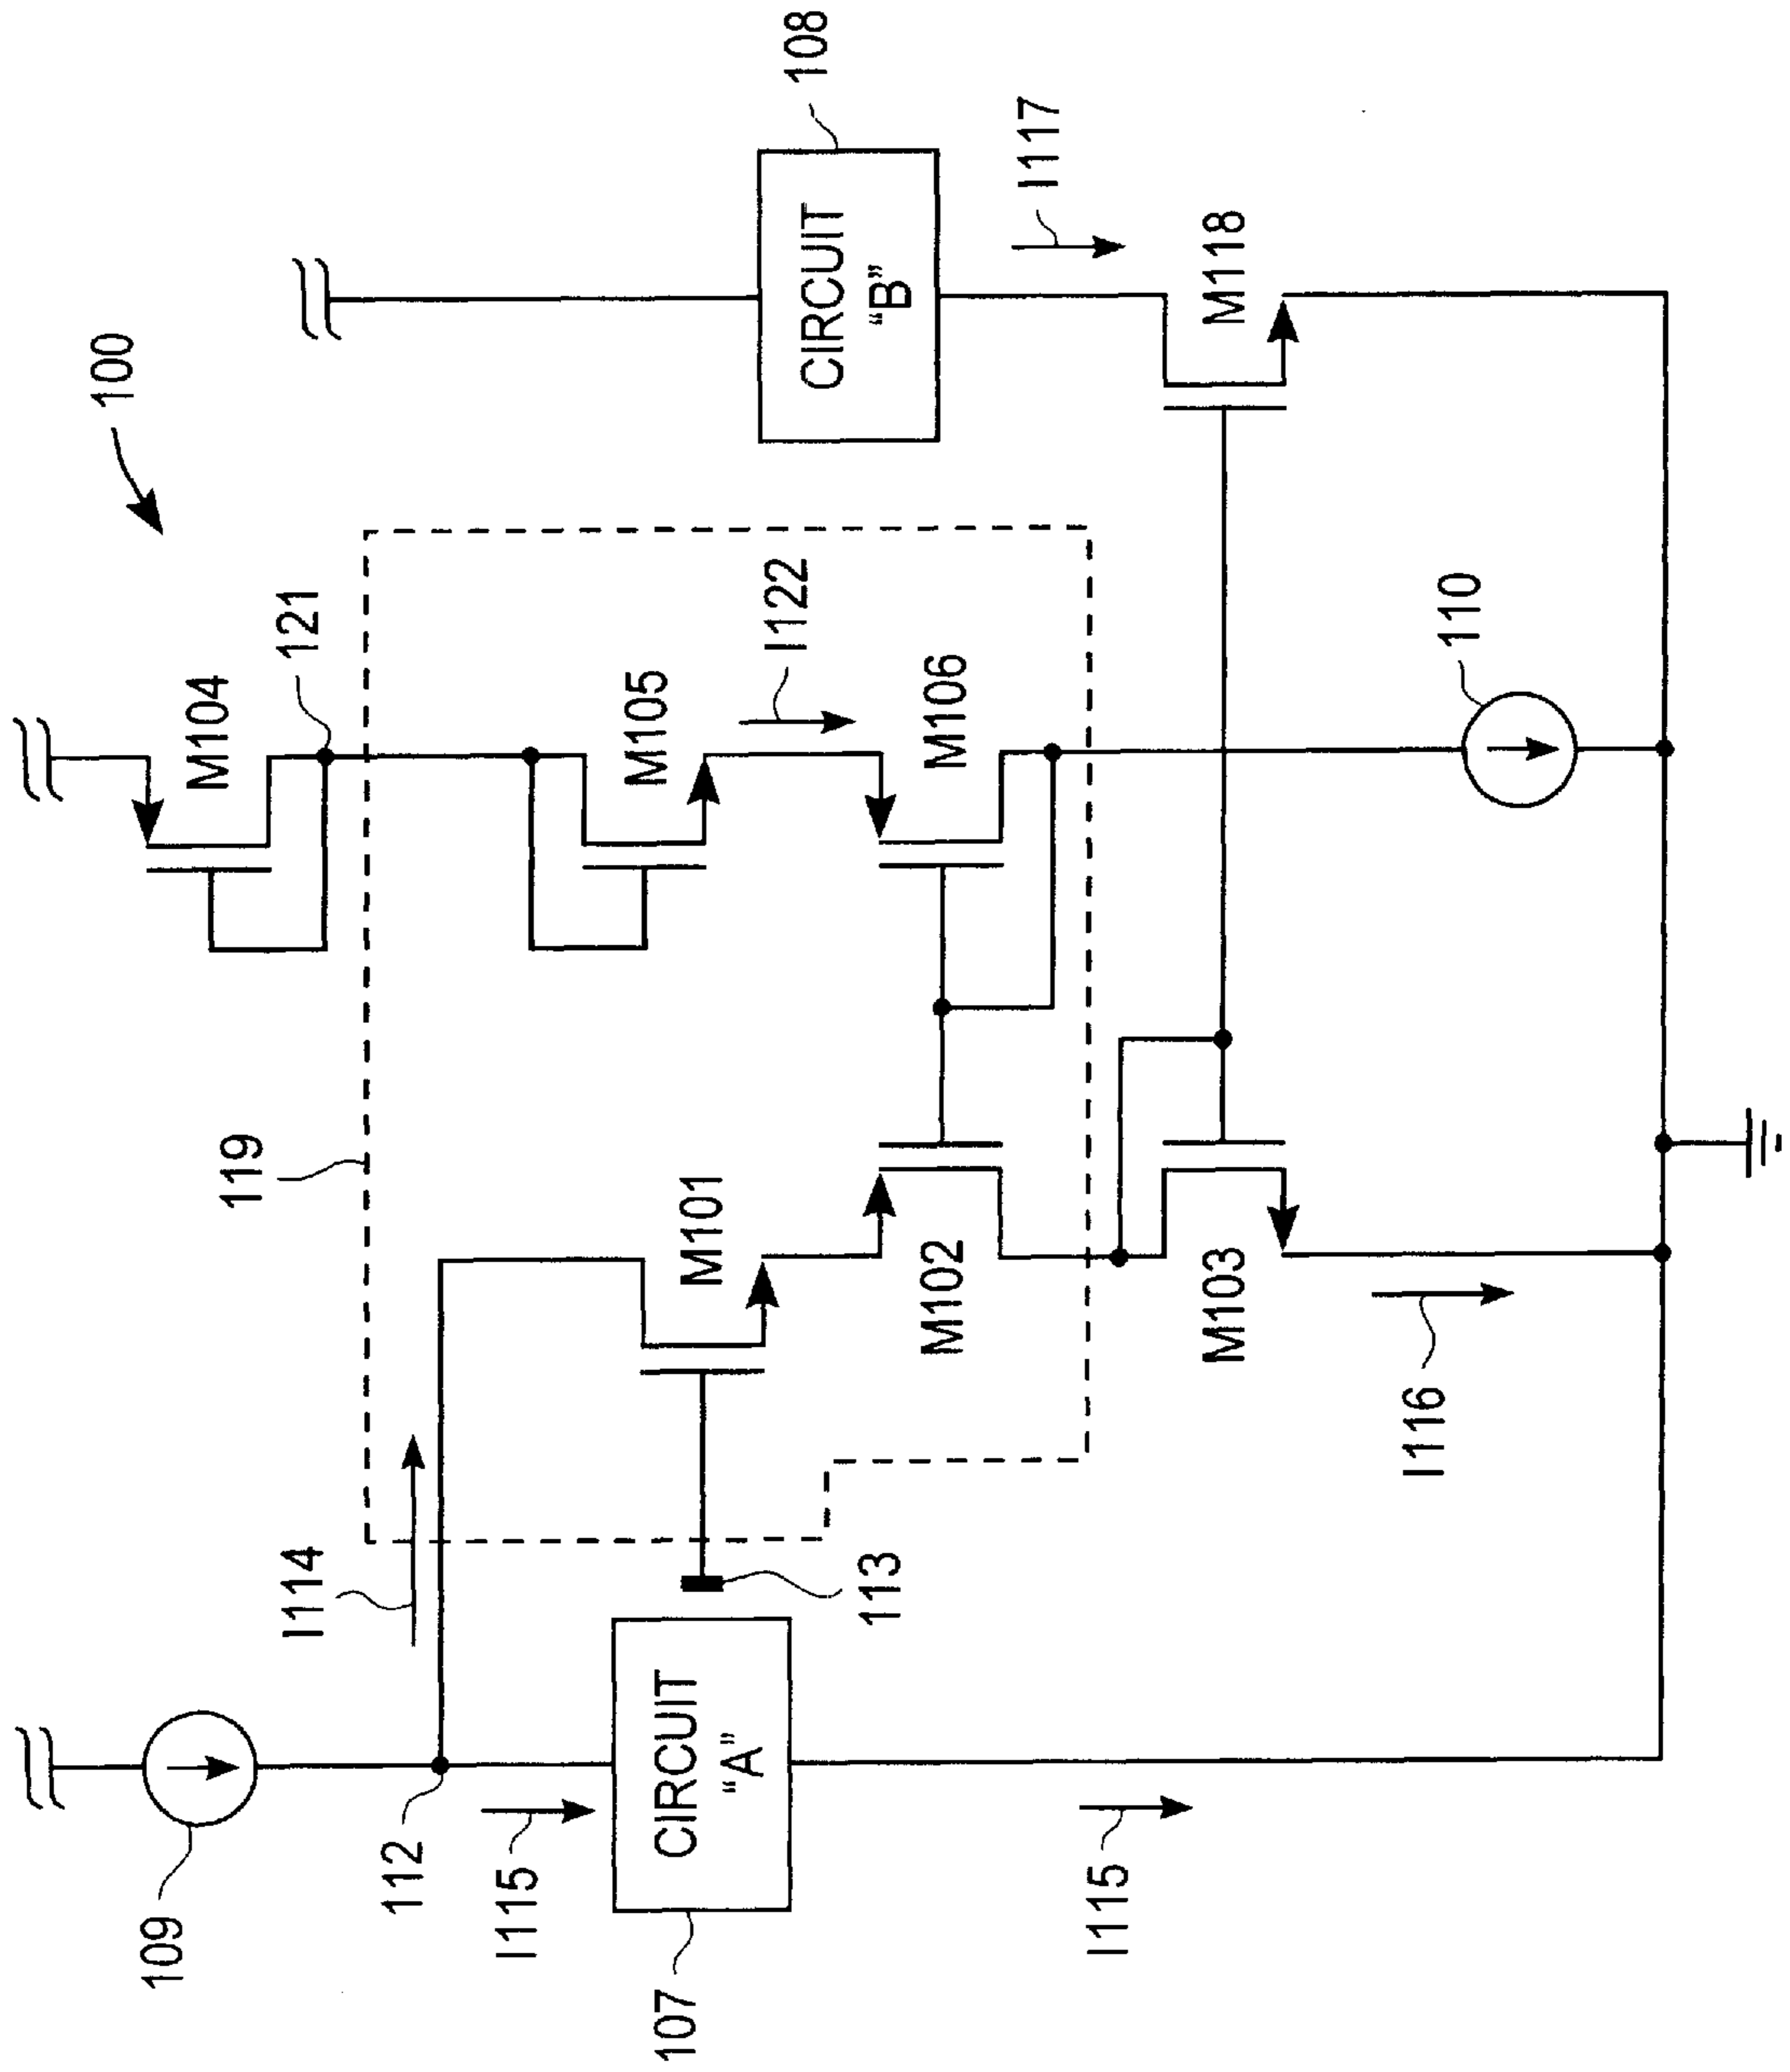 100
109
112
I115
107
CIRCUIT
"A"
I115
I114
113
119
M101
M102
M103
I116
M104
121
M105
I122
M106
110
CIRCUIT
"B"
108
I117
M118